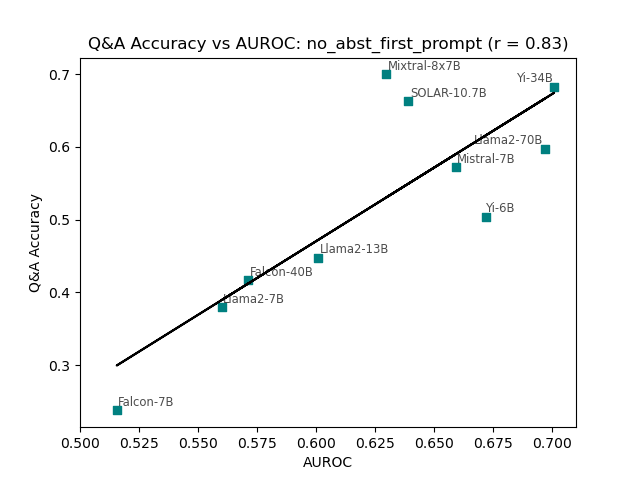 Q&A Accuracy vs AUROC: no_abst_first_prompt (r = 0.83)
0.7
0.6
0.5
0.4
0.3
Q&A Accuracy
Mixtral-8x7B
Yi-34B
SOLAR-10.7B
Llama2-70B
Mistral-7B
Yi-6B
Llama2-13B
Falcon-40B
Llama2-7B
Falcon-7B
0.500 0.525 0.550 0.575 0.600 0.625 0.650 0.675 0.700
AUROC